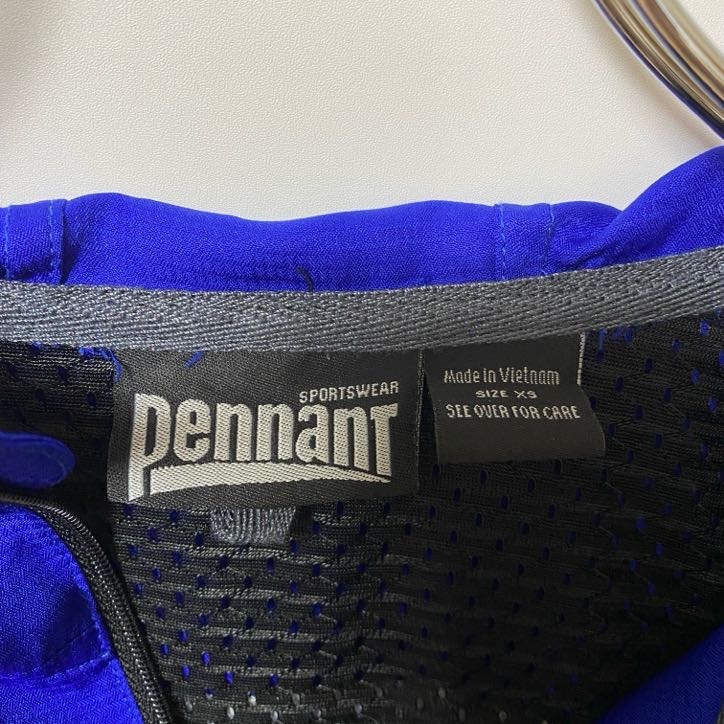 SPORTSWEAR
Pennant
Made in Vietnam
SIZE XS
SEE OVER FOR CARE